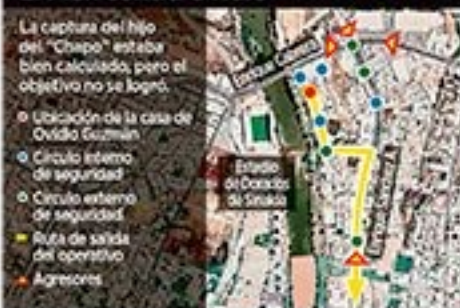 La captura del hijo
del "Chapo" estaba
bien calculado, pero el
objetivo no se logró.
Ubicación de la casa de
Ovidio Guzmán
Círculo interno
de seguridad
Círculo externo
de seguridad
Ruta de salida
del operativo
Agresores
Enrique Cabrera
Estadio
de Dorados
de Sinaloa